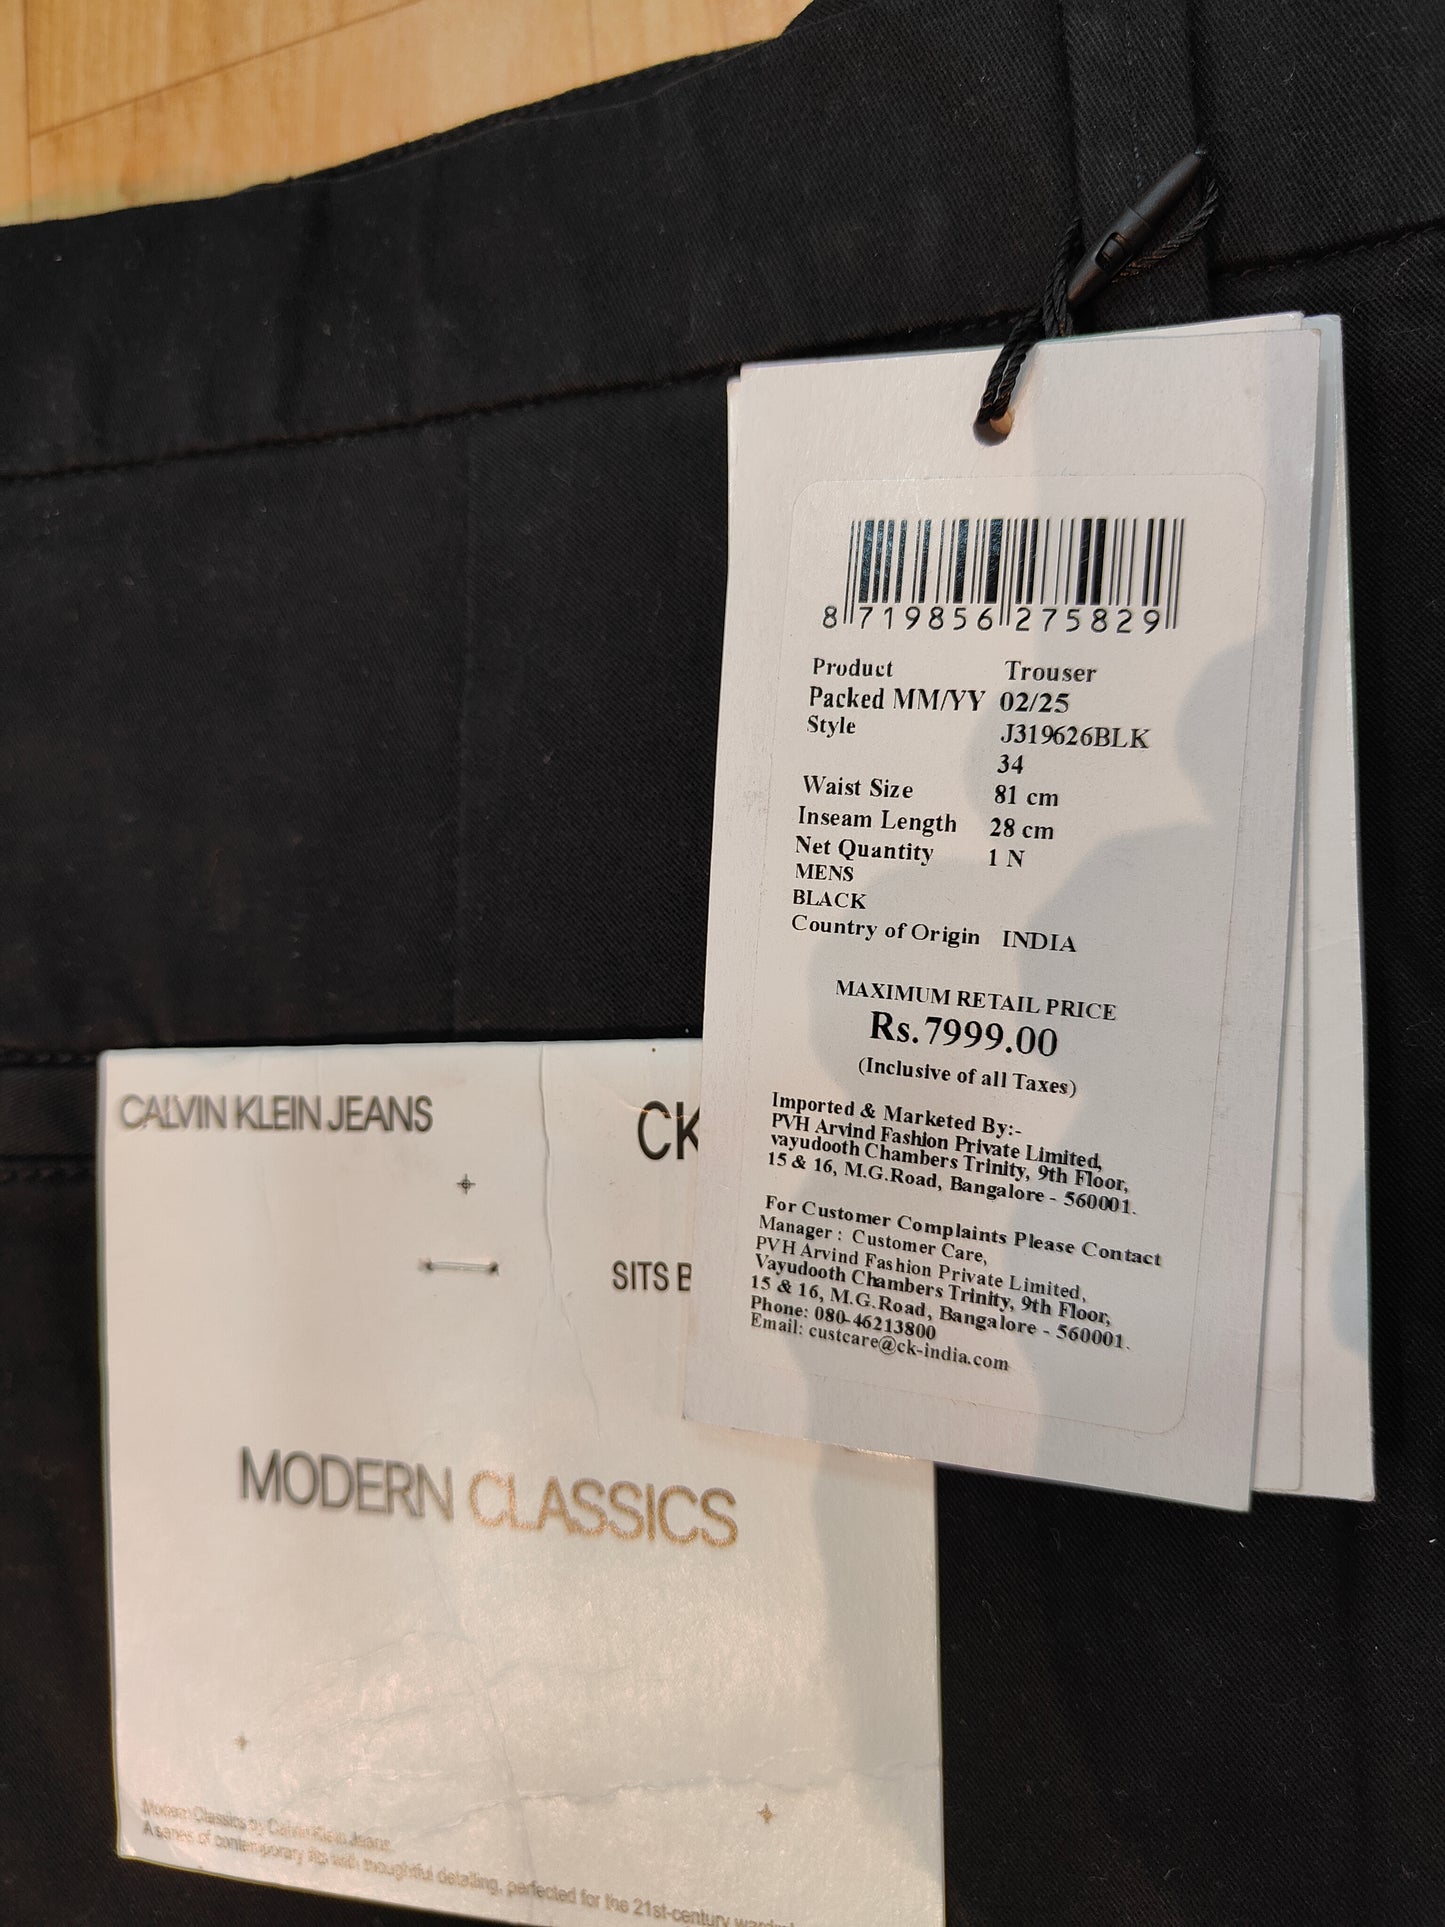 8 719856 275829
Product Trouser
Packed MM/YY 02/25
Style J319626BLK
34
Waist Size 81 cm
Inseam Length 28 cm
Net Quantity 1 N
MENS
BLACK
Country of Origin INDIA
MAXIMUM RETAIL PRICE
Rs.7999.00
(Inclusive of all Taxes)
Imported & Marketed By:-
PVH Arvind Fashion Private Limited,
vayudooth Chambers Trinity, 9th Floor,
15 & 16, M.G.Road, Bangalore - 560001.
For Customer Complaints Please Contact
Manager : Customer Care,
PVH Arvind Fashion Private Limited,
Vayudooth Chambers Trinity, 9th Floor,
15 & 16, M.G.Road, Bangalore - 560001.
Phone: 080-46213800
Email: custcare@ck-india.com
CALVIN KLEIN JEANS
CK
SITS B
MODERN CLASSICS
Modern Classics by Calvin Klein Jeans.
A series of contemporary fits with thoughtful detailing, perfected for the 21st-century